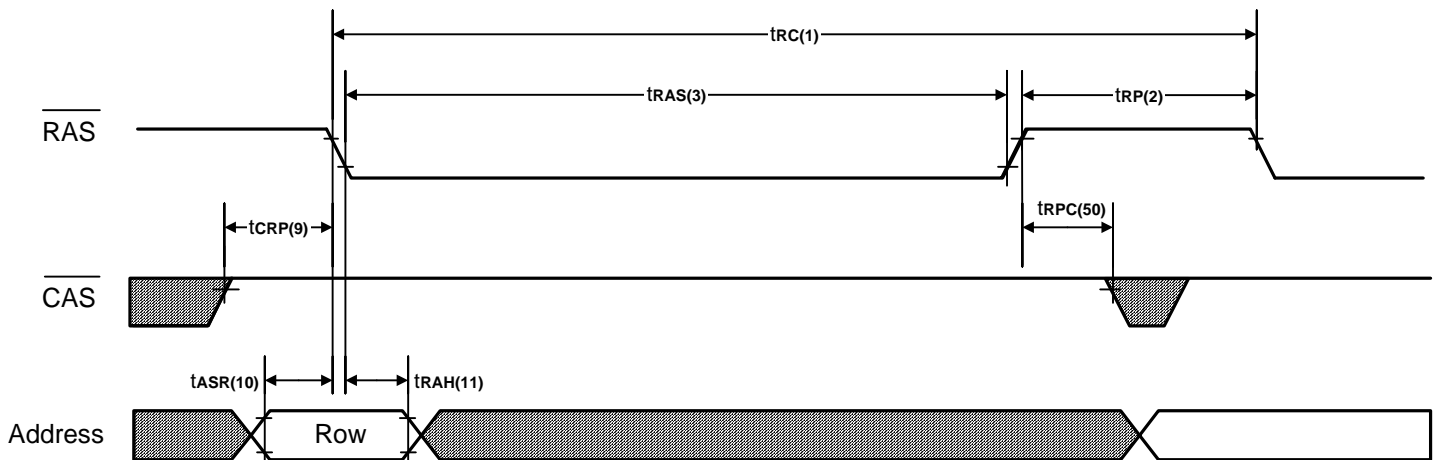 tRC(1)
tRAS(3)
tRP(2)
RAS
tCRP(9)
tRPC(50)
CAS
tASR(10)
tRAH(11)
Address
Row